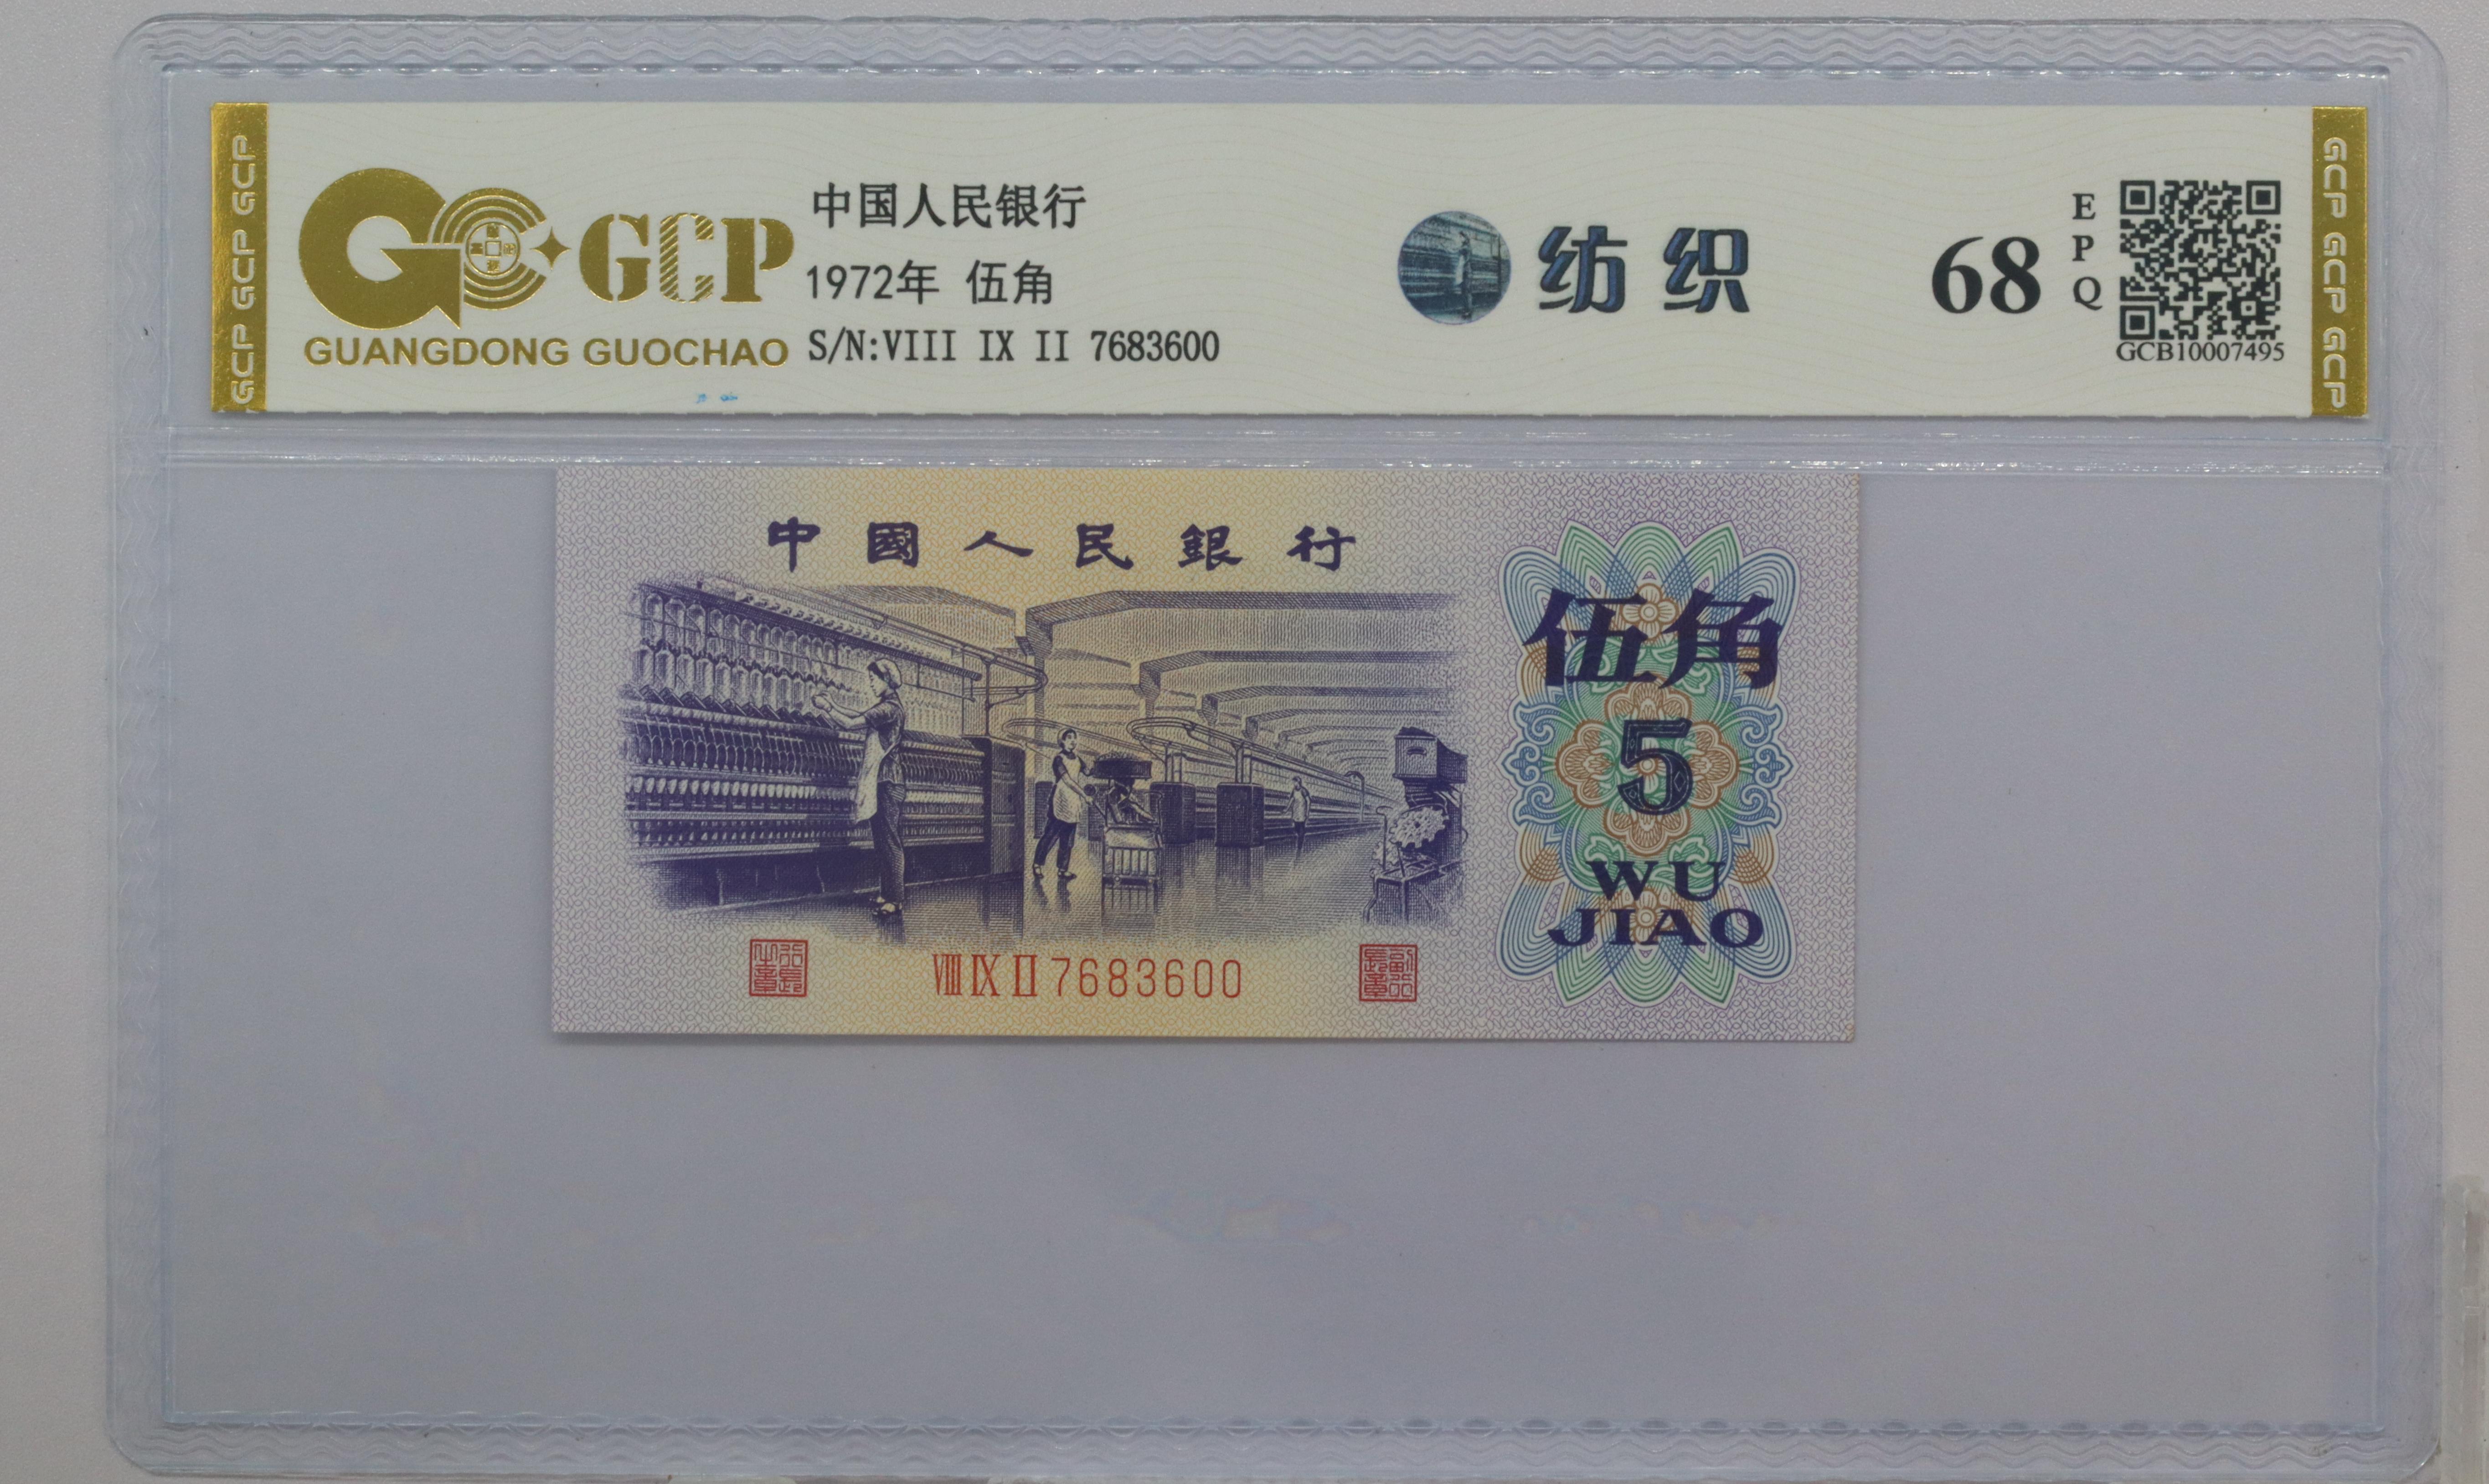 GCP GCP GCP
GCP
GUANGDONG GUOCHAO
中国人民银行
1972年 伍角
S/N:VIII IX II 7683600
纺织
68
EPQ
GCB10007495
GCP GCP GCP GCP
中國人民銀行
伍角
5
WU
JIAO
VIII IX II 7683600